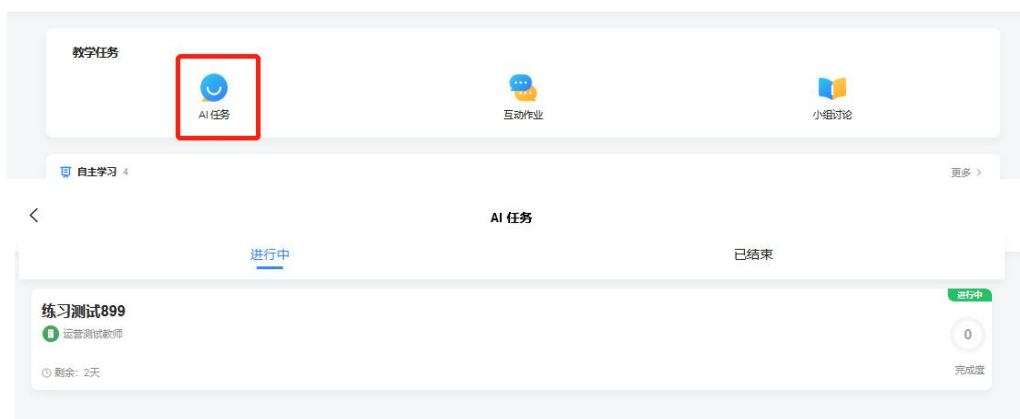 教学任务
AI 任务
互动作业
小组讨论
自主学习 4
更多 >
AI 任务
进行中
已结束
进行中
练习测试899
运营测试教师
0
剩余：2天
完成度